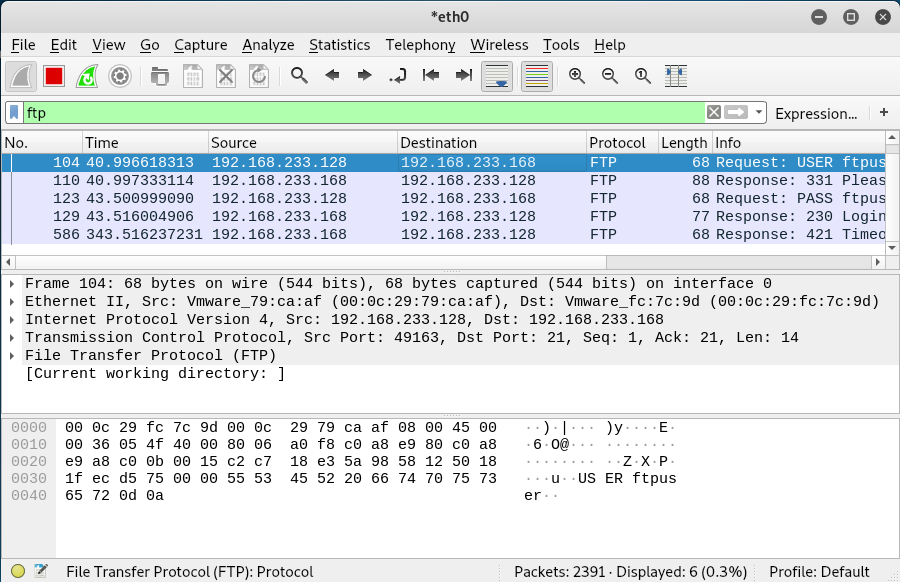 *eth0
File Edit View Go Capture Analyze Statistics Telephony Wireless Tools Help
ftp Expression… +
No. Time Source Destination Protocol Length Info
104 40.996618313 192.168.233.128 192.168.233.168 FTP 68 Request: USER ftpus
110 40.997333114 192.168.233.168 192.168.233.128 FTP 88 Response: 331 Pleas
123 43.500999090 192.168.233.128 192.168.233.168 FTP 68 Request: PASS ftpus
129 43.516004906 192.168.233.168 192.168.233.128 FTP 77 Response: 230 Login
586 343.516237231 192.168.233.168 192.168.233.128 FTP 68 Response: 421 Timeo
Frame 104: 68 bytes on wire (544 bits), 68 bytes captured (544 bits) on interface 0
Ethernet II, Src: Vmware_79:ca:af (00:0c:29:79:ca:af), Dst: Vmware_fc:7c:9d (00:0c:29:fc:7c:9d)
Internet Protocol Version 4, Src: 192.168.233.128, Dst: 192.168.233.168
Transmission Control Protocol, Src Port: 49163, Dst Port: 21, Seq: 1, Ack: 21, Len: 14
File Transfer Protocol (FTP)
[Current working directory: ]
0000 00 0c 29 fc 7c 9d 00 0c 29 79 ca af 08 00 45 00 ··)·|··· )y····E·
0010 00 36 05 4f 40 00 80 06 a0 f8 c0 a8 e9 80 c0 a8 ·6·O@··· ········
0020 e9 a8 c0 0b 00 15 c2 c7 18 e3 5a 98 58 12 50 18 ········ ··Z·X·P·
0030 1f ec d5 75 00 00 55 53 45 52 20 66 74 70 75 73 ···u··US ER ftpus
0040 65 72 0d 0a er··
File Transfer Protocol (FTP): Protocol Packets: 2391 · Displayed: 6 (0.3%) Profile: Default